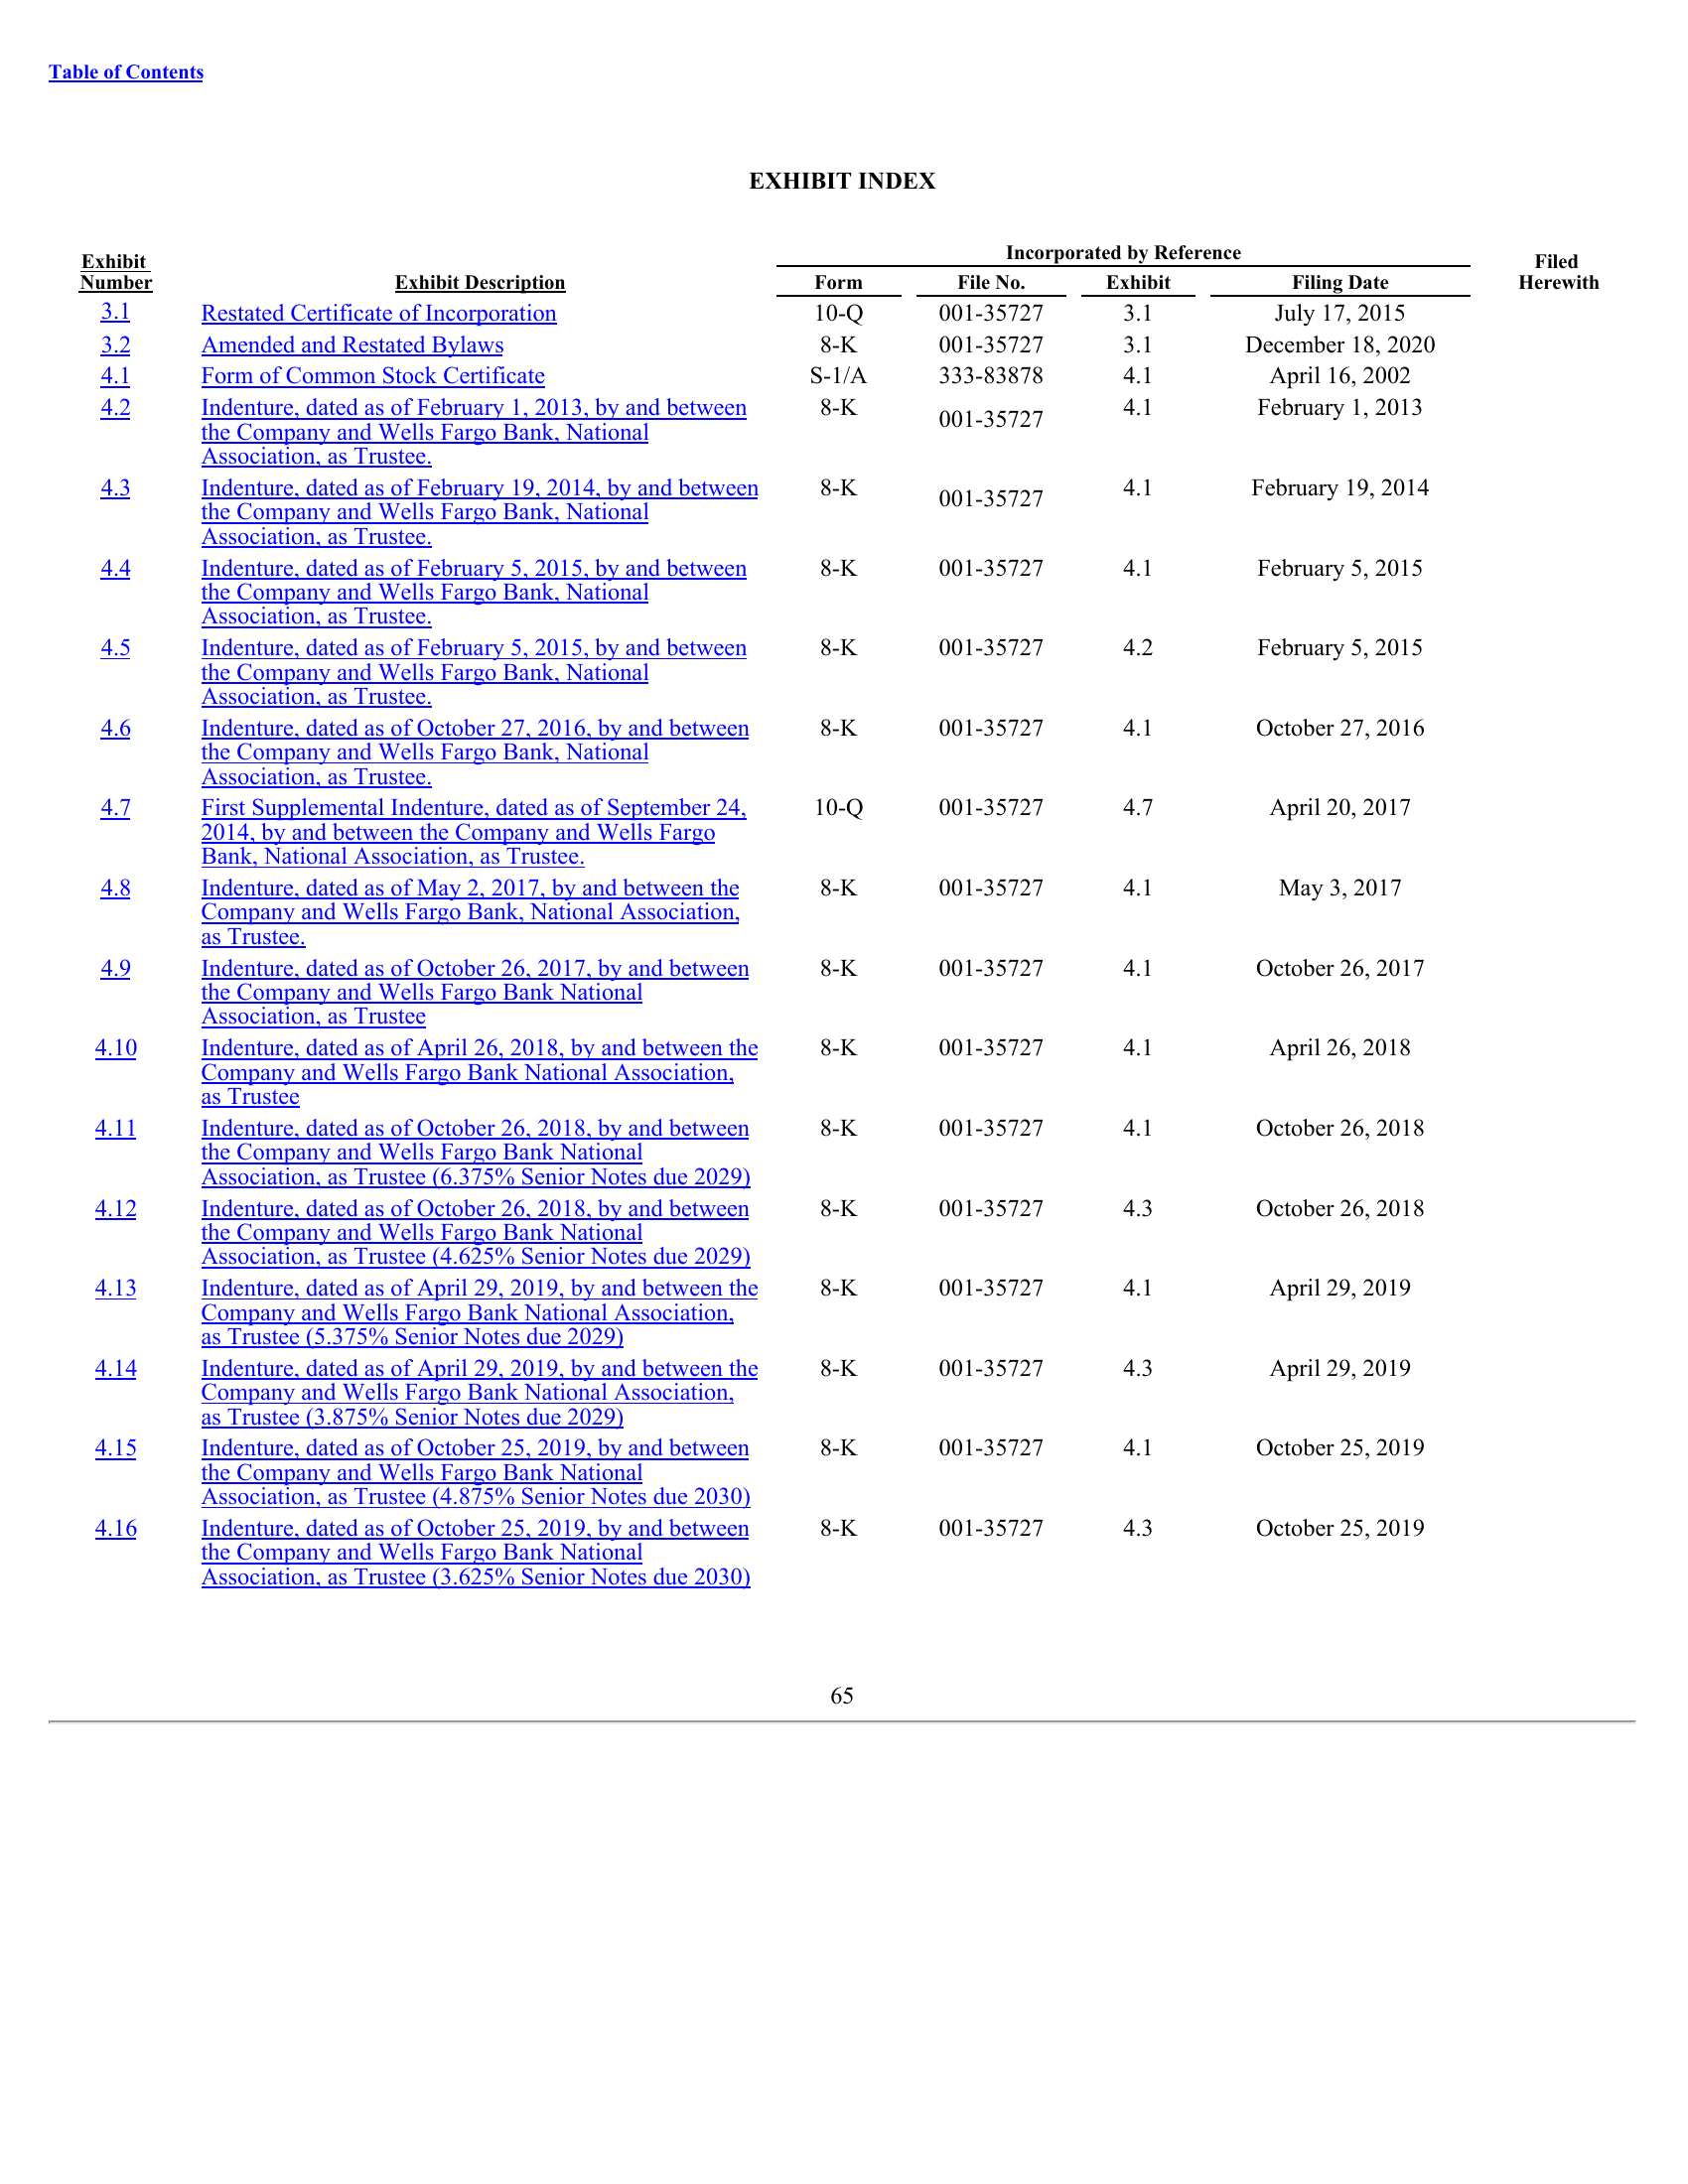 Table of Contents
EXHIBIT INDEX
Incorporated by Reference
Exhibit Number Exhibit Description Form File No. Exhibit Filing Date Filed Herewith
3.1 Restated Certificate of Incorporation 10-Q 001-35727 3.1 July 17, 2015
3.2 Amended and Restated Bylaws 8-K 001-35727 3.1 December 18, 2020
4.1 Form of Common Stock Certificate S-1/A 333-83878 4.1 April 16, 2002
4.2 Indenture, dated as of February 1, 2013, by and between 8-K 001-35727 4.1 February 1, 2013
the Company and Wells Fargo Bank, National
Association, as Trustee.
4.3 Indenture, dated as of February 19, 2014, by and between 8-K 001-35727 4.1 February 19, 2014
the Company and Wells Fargo Bank, National
Association, as Trustee.
4.4 Indenture, dated as of February 5, 2015, by and between 8-K 001-35727 4.1 February 5, 2015
the Company and Wells Fargo Bank, National
Association, as Trustee.
4.5 Indenture, dated as of February 5, 2015, by and between 8-K 001-35727 4.2 February 5, 2015
the Company and Wells Fargo Bank, National
Association, as Trustee.
4.6 Indenture, dated as of October 27, 2016, by and between 8-K 001-35727 4.1 October 27, 2016
the Company and Wells Fargo Bank, National
Association, as Trustee.
4.7 First Supplemental Indenture, dated as of September 24, 10-Q 001-35727 4.7 April 20, 2017
2014, by and between the Company and Wells Fargo
Bank, National Association, as Trustee.
4.8 Indenture, dated as of May 2, 2017, by and between the 8-K 001-35727 4.1 May 3, 2017
Company and Wells Fargo Bank, National Association,
as Trustee.
4.9 Indenture, dated as of October 26, 2017, by and between 8-K 001-35727 4.1 October 26, 2017
the Company and Wells Fargo Bank National
Association, as Trustee
4.10 Indenture, dated as of April 26, 2018, by and between the 8-K 001-35727 4.1 April 26, 2018
Company and Wells Fargo Bank National Association,
as Trustee
4.11 Indenture, dated as of October 26, 2018, by and between 8-K 001-35727 4.1 October 26, 2018
the Company and Wells Fargo Bank National
Association, as Trustee (6.375% Senior Notes due 2029)
4.12 Indenture, dated as of October 26, 2018, by and between 8-K 001-35727 4.3 October 26, 2018
the Company and Wells Fargo Bank National
Association, as Trustee (4.625% Senior Notes due 2029)
4.13 Indenture, dated as of April 29, 2019, by and between the 8-K 001-35727 4.1 April 29, 2019
Company and Wells Fargo Bank National Association,
as Trustee (5.375% Senior Notes due 2029)
4.14 Indenture, dated as of April 29, 2019, by and between the 8-K 001-35727 4.3 April 29, 2019
Company and Wells Fargo Bank National Association,
as Trustee (3.875% Senior Notes due 2029)
4.15 Indenture, dated as of October 25, 2019, by and between 8-K 001-35727 4.1 October 25, 2019
the Company and Wells Fargo Bank National
Association, as Trustee (4.875% Senior Notes due 2030)
4.16 Indenture, dated as of October 25, 2019, by and between 8-K 001-35727 4.3 October 25, 2019
the Company and Wells Fargo Bank National
Association, as Trustee (3.625% Senior Notes due 2030)
65